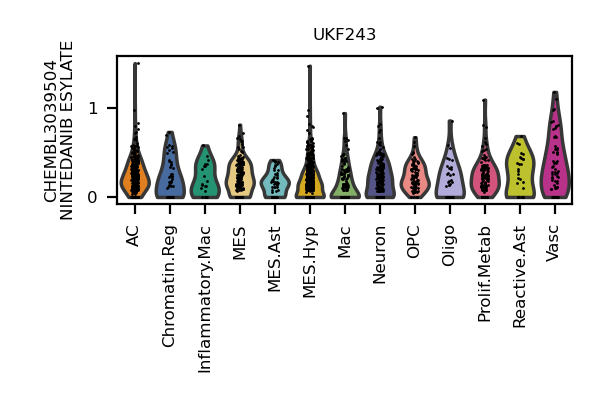 UKF243
CHEMBL3039504
NINTEDANIB ESYLATE
1
0
AC
Chromatin.Reg
Inflammatory.Mac
MES
MES.Ast
MES.Hyp
Mac
Neuron
OPC
Oligo
Prolif.Metab
Reactive.Ast
Vasc